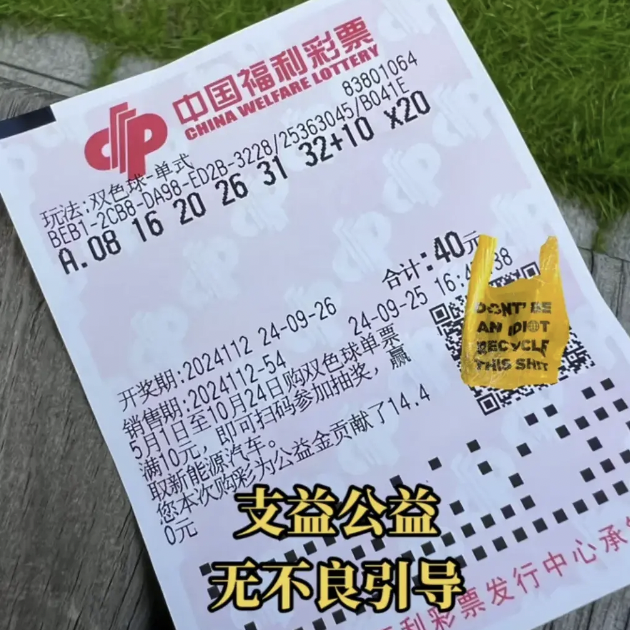 中国福利彩票
CHINA WELFARE LOTTERY
83801064
玩法:双色球-单式
BEB1-2CB8-DA98-ED2B-3228/25363045/B041E
A.08 16 20 26 31 32+10 X20
合计:40元
开奖期:2024112 24-09-26
销售期:2024112-54 24-09-25 16:4 38
5月1日至10月24日购双色球单票
满10元,即可扫码参加抽奖,赢
取新能源汽车。
您本次购彩为公益金贡献了14.4
0元
DONT' BE
AN IDIOT
RECYCLE
THIS SHIT
支益公益
无不良引导
利彩票发行中心承